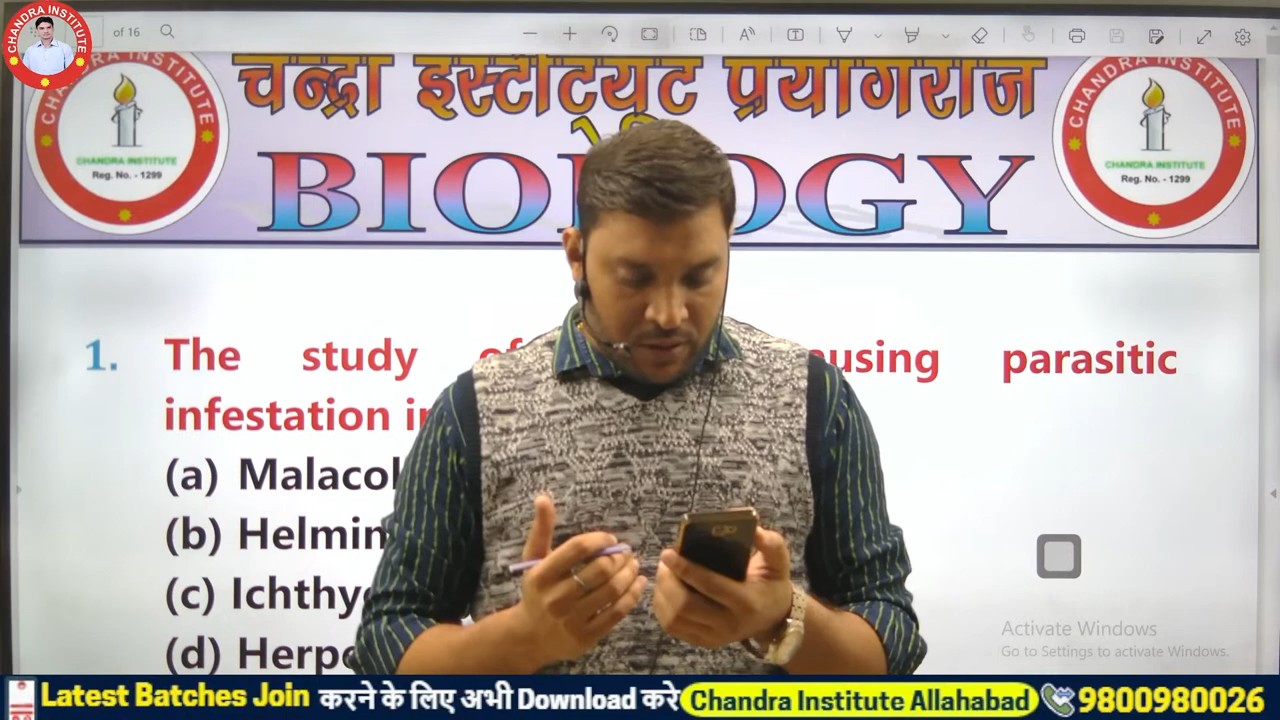 CHANDRA INSTITUTE
of 16
चन्द्रा इंस्टीट्यूट प्रयागराज
CHANDRA INSTITUTE
CHANDRA INSTITUTE
Reg. No. - 1299
CHANDRA INSTITUTE
CHANDRA INSTITUTE
Reg. No. - 1299
BIO OGY
1. The study of using parasitic
infestation in
(a) Malacol
(b) Helmin
(c) Ichthy
(d) Herpe
Activate Windows
Go to Settings to activate Windows.
Latest Batches Join करने के लिए अभी Download करे Chandra Institute Allahabad 9800980026